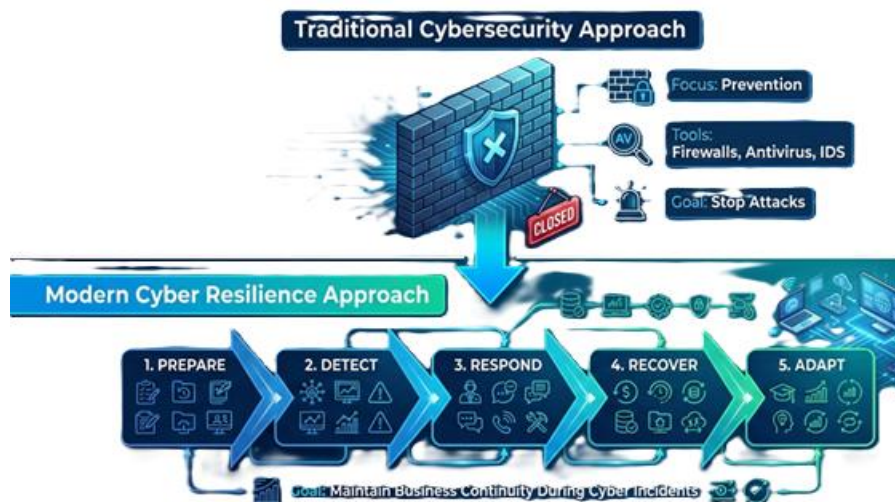 Traditional Cybersecurity Approach
Focus: Prevention
AV
Tools:
Firewalls, Antivirus, IDS
Goal: Stop Attacks
CLOSED
Modern Cyber Resilience Approach
1. PREPARE
2. DETECT
3. RESPOND
4. RECOVER
5. ADAPT
Goal: Maintain Business Continuity During Cyber Incidents